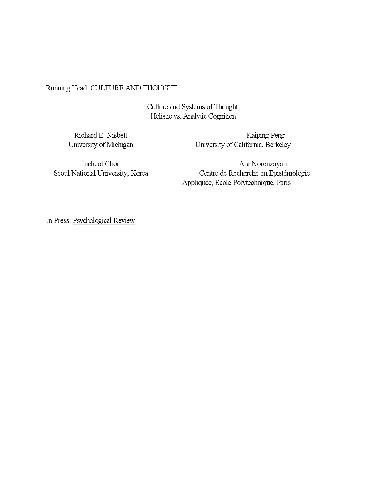 Running Head: CULTURE AND THOUGHT
Culture and Systems of Thought
Holistic vs. Analytic Cognition
Richard E. Nisbett Kaiping Peng
University of Michigan University of California, Berkeley
Incheol Choi Ara Norenzayan
Seoul National University, Korea Centre de Recherche en Epistemologie
Appliquee, Ecole Polytechnique, Paris
In Press: Psychological Review